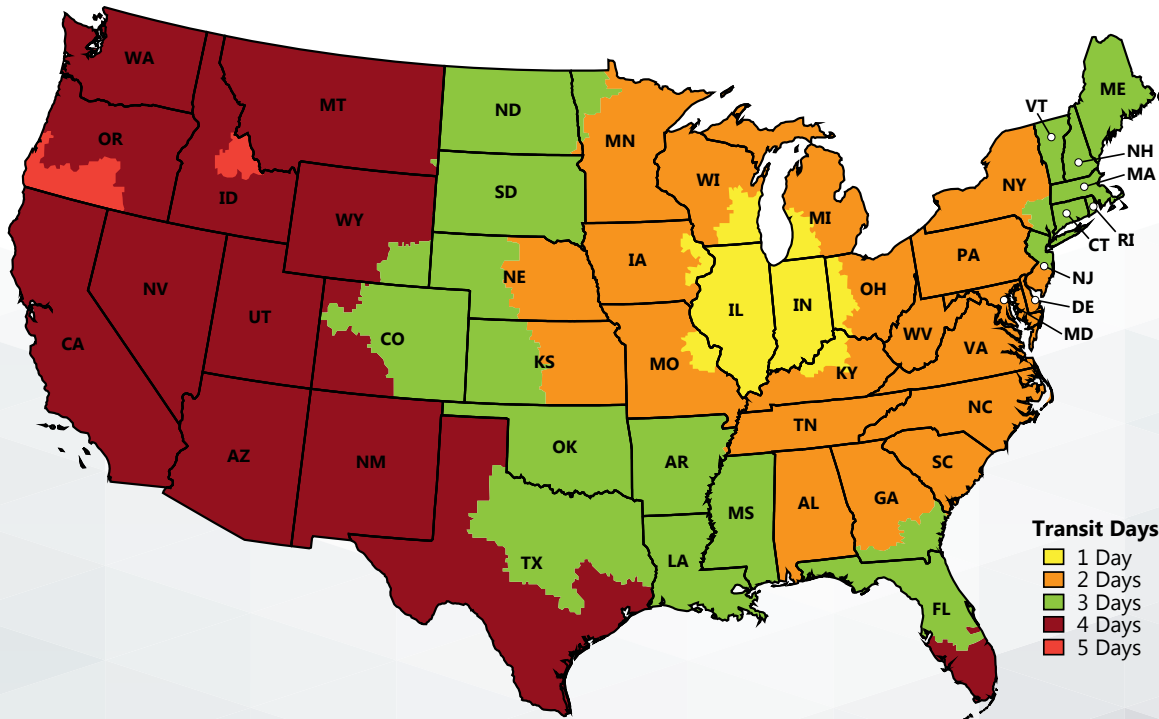 WA
MT
ND
MN
OR
ID
SD
WY
WI
MI
NY
VT
ME
NH
MA
RI
CT
NV
UT
CA
CO
NE
IA
IL
IN
OH
PA
NJ
DE
MD
KS
MO
KY
WV
VA
AZ
NM
OK
AR
TN
NC
SC
TX
LA
MS
AL
GA
FL
Transit Days
1 Day
2 Days
3 Days
4 Days
5 Days